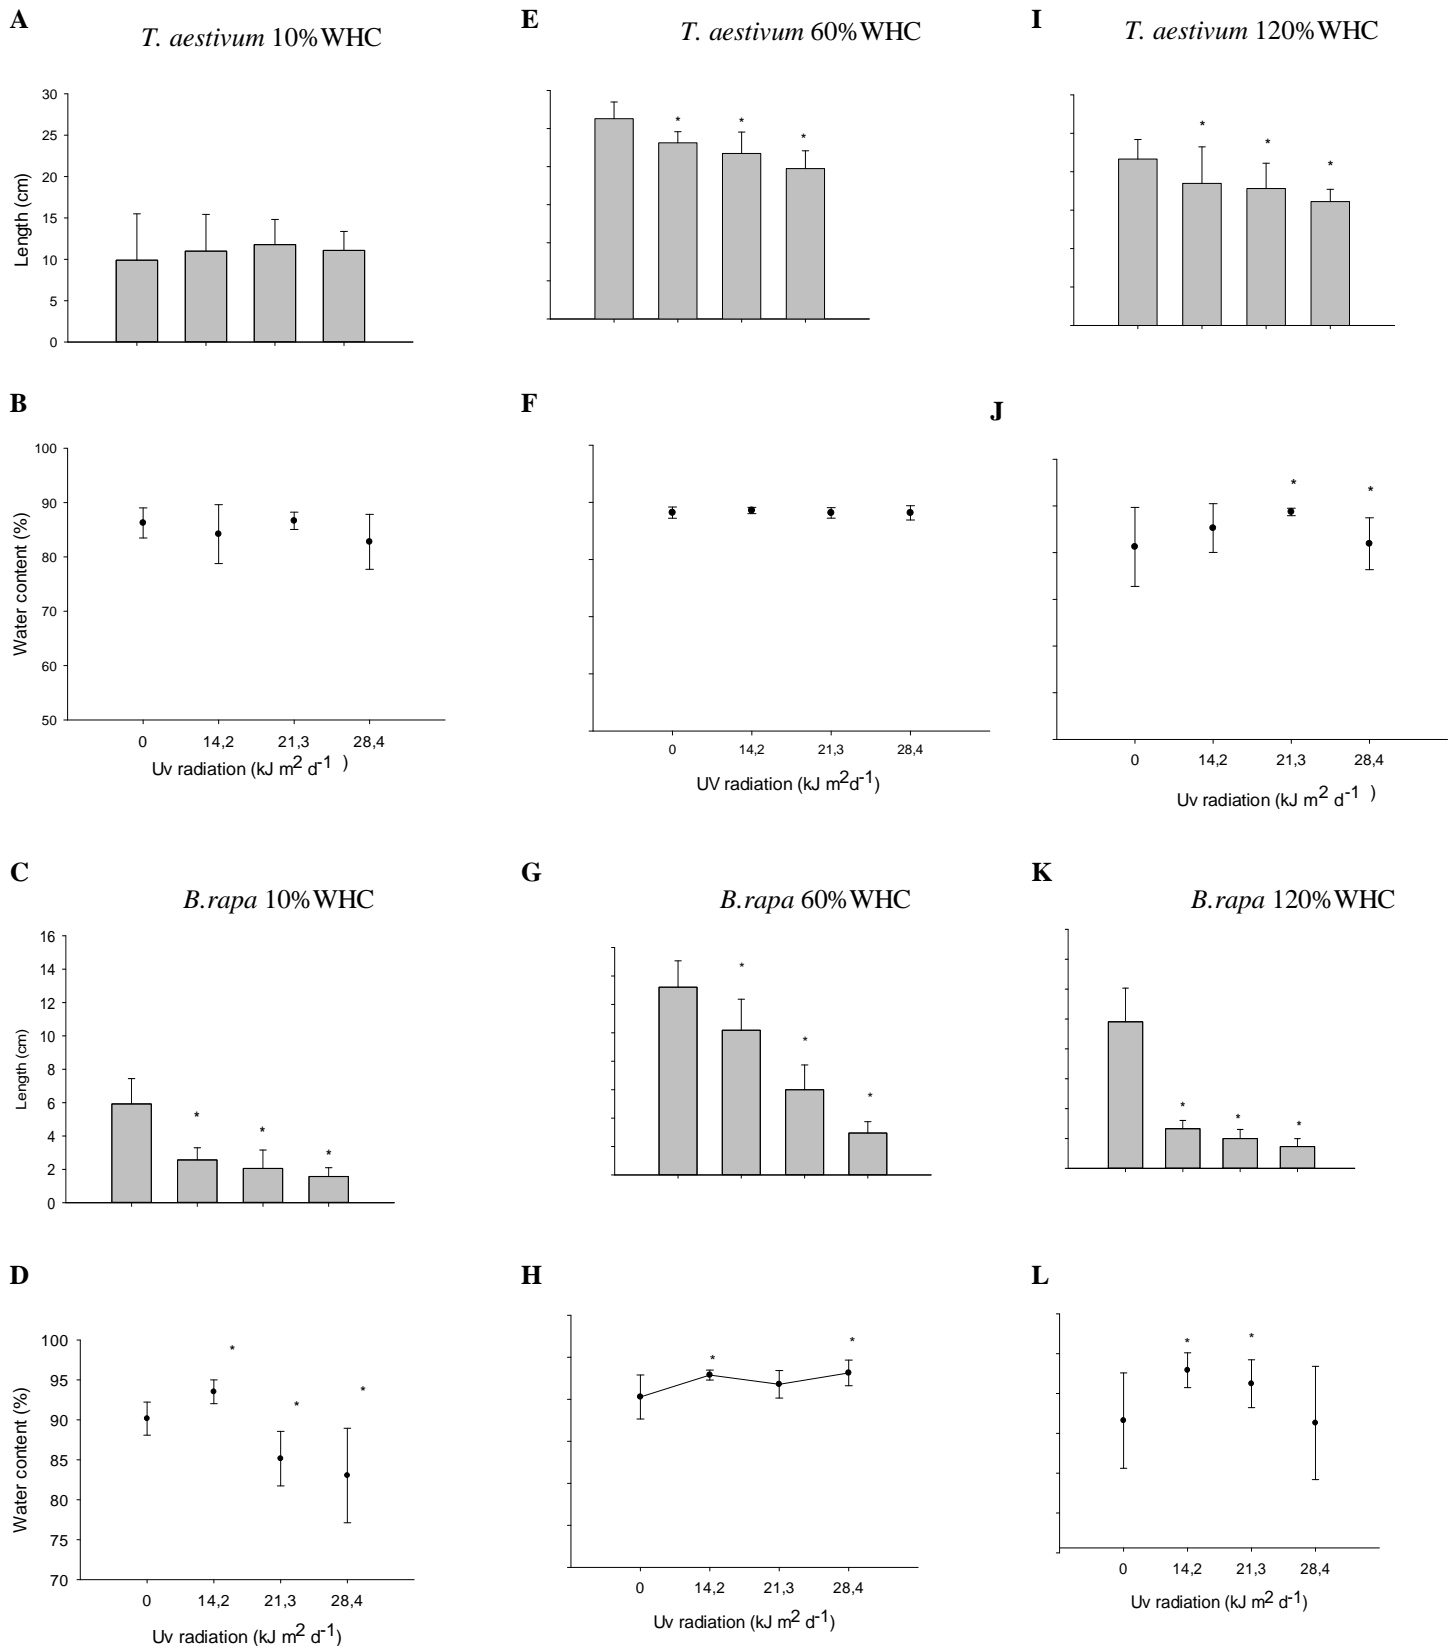 A
T. aestivum 10%WHC
30
25
20
15
10
5
0
Length (cm)
E
T. aestivum 60%WHC
* * *
I
T. aestivum 120%WHC
* * *
B
100
90
80
70
60
50
Water content (%)
0 14,2 21,3 28,4
Uv radiation (kJ m2 d-1 )
F
0 14,2 21,3 28,4
UV radiation (kJ m2d-1)
J
* *
0 14,2 21,3 28,4
Uv radiation (kJ m2 d-1 )
C
B.rapa 10%WHC
16
14
12
10
8
6
4
2
0
Length (cm)
* * *
G
B.rapa 60%WHC
* * *
K
B.rapa 120%WHC
* * *
D
100
95
90
85
80
75
70
Water content (%)
* * *
0 14,2 21,3 28,4
Uv radiation (kJ m2 d-1)
H
* *
0 14,2 21,3 28,4
Uv radiation (kJ m2 d-1)
L
* *
0 14,2 21,3 28,4
Uv radiation (kJ m2 d-1)